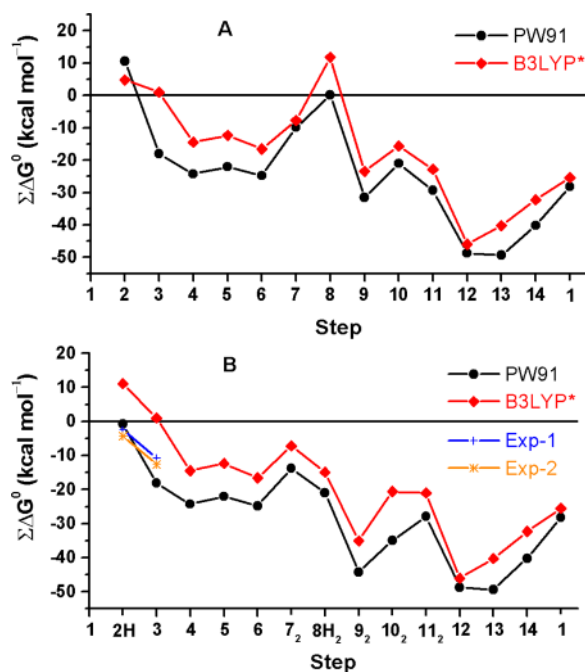 A
PW91
B3LYP*
ΣΔG⁰ (kcal mol⁻¹)
20
10
0
-10
-20
-30
-40
-50
1 2 3 4 5 6 7 8 9 10 11 12 13 14 1
Step
B
PW91
B3LYP*
Exp-1
Exp-2
ΣΔG⁰ (kcal mol⁻¹)
20
10
0
-10
-20
-30
-40
-50
1 2H 3 4 5 6 7₂ 8H₂ 9₂ 10₂ 11₂ 12 13 14 1
Step